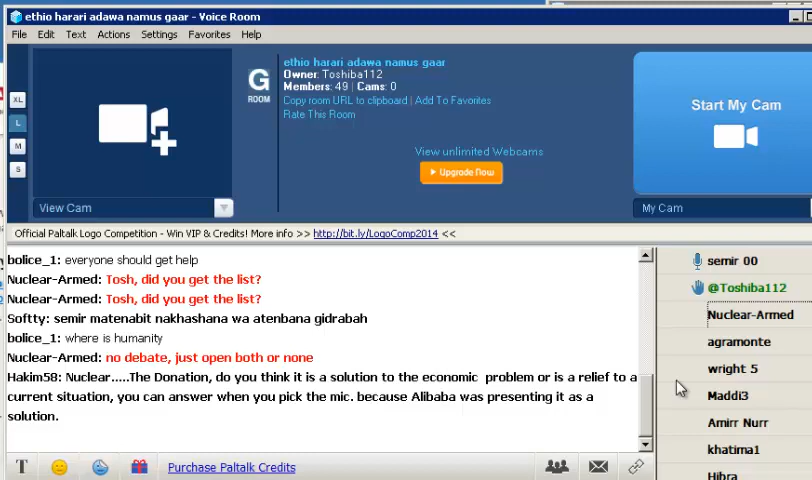 ethio harari adawa namus gaar - Voice Room
File Edit Text Actions Settings Favorites Help
XL
L
M
S
View Cam
G
ROOM
ethio harari adawa namus gaar
Owner: Toshiba112
Members: 49 | Cams: 0
Copy room URL to clipboard | Add To Favorites
Rate This Room
View unlimited Webcams
Upgrade Now
Start My Cam
My Cam
Official Paltalk Logo Competition - Win VIP & Credits! More info >> http://bit.ly/LogoComp2014 <<
bolice_1: everyone should get help
Nuclear-Armed: Tosh, did you get the list?
Nuclear-Armed: Tosh, did you get the list?
Softty: semir matenabit nakhashana wa atenbana gidrabah
bolice_1: where is humanity
Nuclear-Armed: no debate, just open both or none
Hakim58: Nuclear.....The Donation, do you think it is a solution to the economic problem or is a relief to a
current situation, you can answer when you pick the mic. because Alibaba was presenting it as a
solution.
semir 00
@Toshiba112
Nuclear-Armed
agramonte
wright 5
Maddi3
Amirr Nurr
khatima1
Hibra
T
Purchase Paltalk Credits